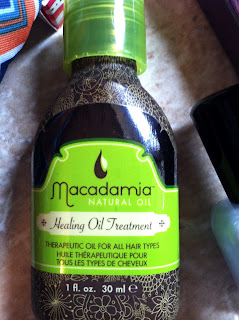 Macadamia
NATURAL OIL
Healing Oil Treatment
THERAPEUTIC OIL FOR ALL HAIR TYPES
HUILE THÉRAPEUTIQUE POUR
TOUS LES TYPES DE CHEVEUX
1 fl. oz. 30 ml ℮